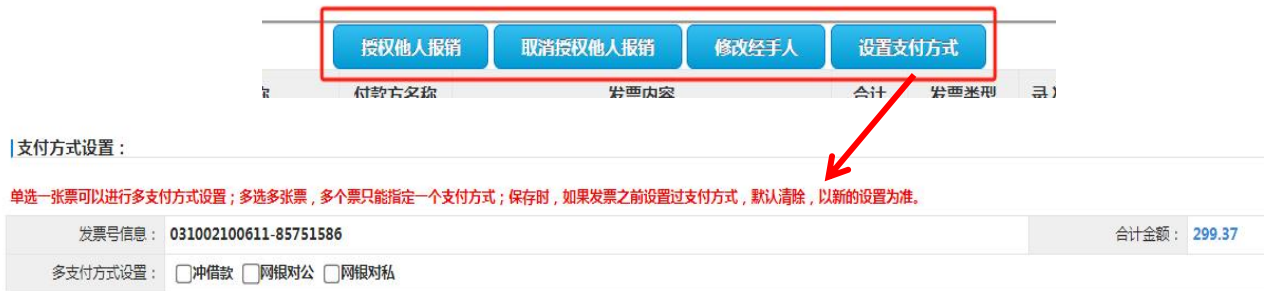 授权他人报销 取消授权他人报销 修改经手人 设置支付方式
付款方名称 发票内容 合计 发票类型
支付方式设置：
单选一张票可以进行多支付方式设置；多选多张票，多个票只能指定一个支付方式；保存时，如果发票之前设置过支付方式，默认清除，以新的设置为准。
发票号信息： 031002100611-85751586 合计金额： 299.37
多支付方式设置： 冲借款 网银对公 网银对私